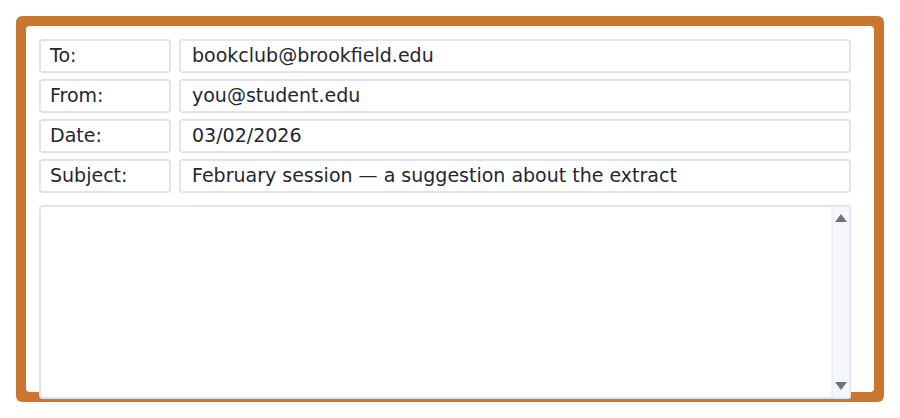 To: bookclub@brookfield.edu
From: you@student.edu
Date: 03/02/2026
Subject: February session — a suggestion about the extract